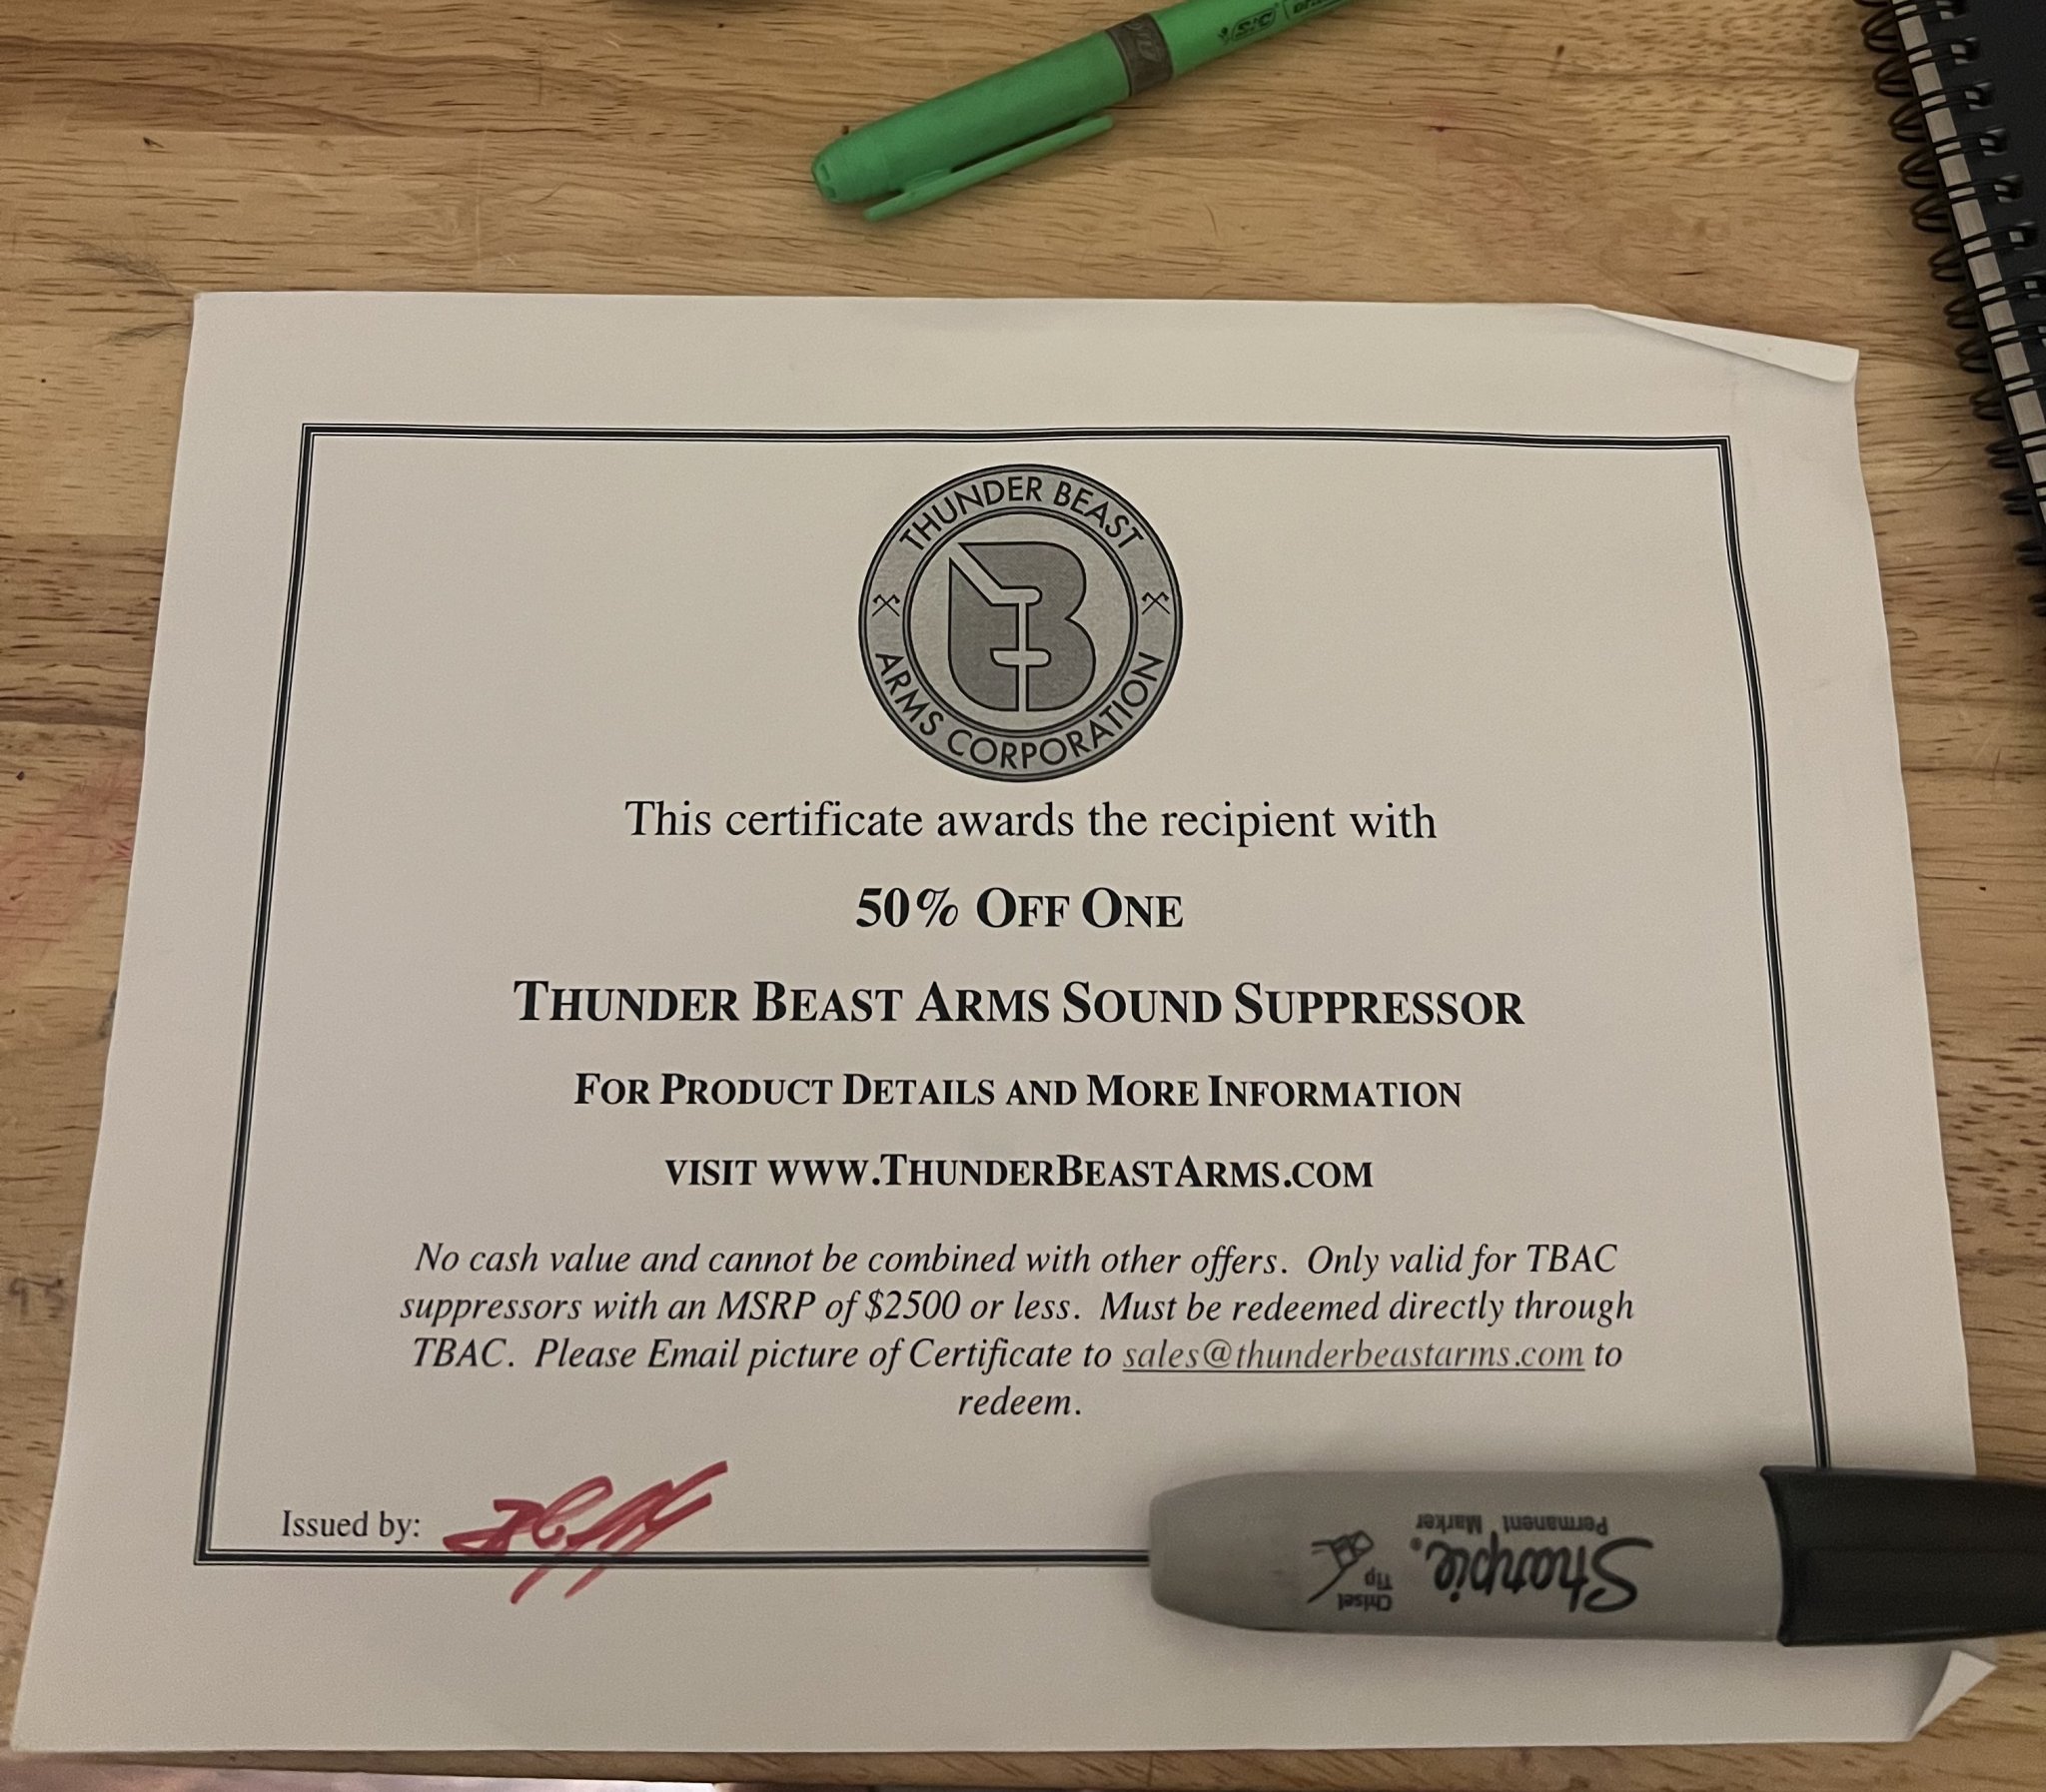 BIC
THUNDER BEAST
ARMS CORPORATION
This certificate awards the recipient with
50% OFF ONE
THUNDER BEAST ARMS SOUND SUPPRESSOR
FOR PRODUCT DETAILS AND MORE INFORMATION
VISIT WWW.THUNDERBEASTARMS.COM
No cash value and cannot be combined with other offers. Only valid for TBAC
suppressors with an MSRP of $2500 or less. Must be redeemed directly through
TBAC. Please Email picture of Certificate to sales@thunderbeastarms.com to
redeem.
Issued by:
Sharpie®
Permanent Marker
Chisel
Tip